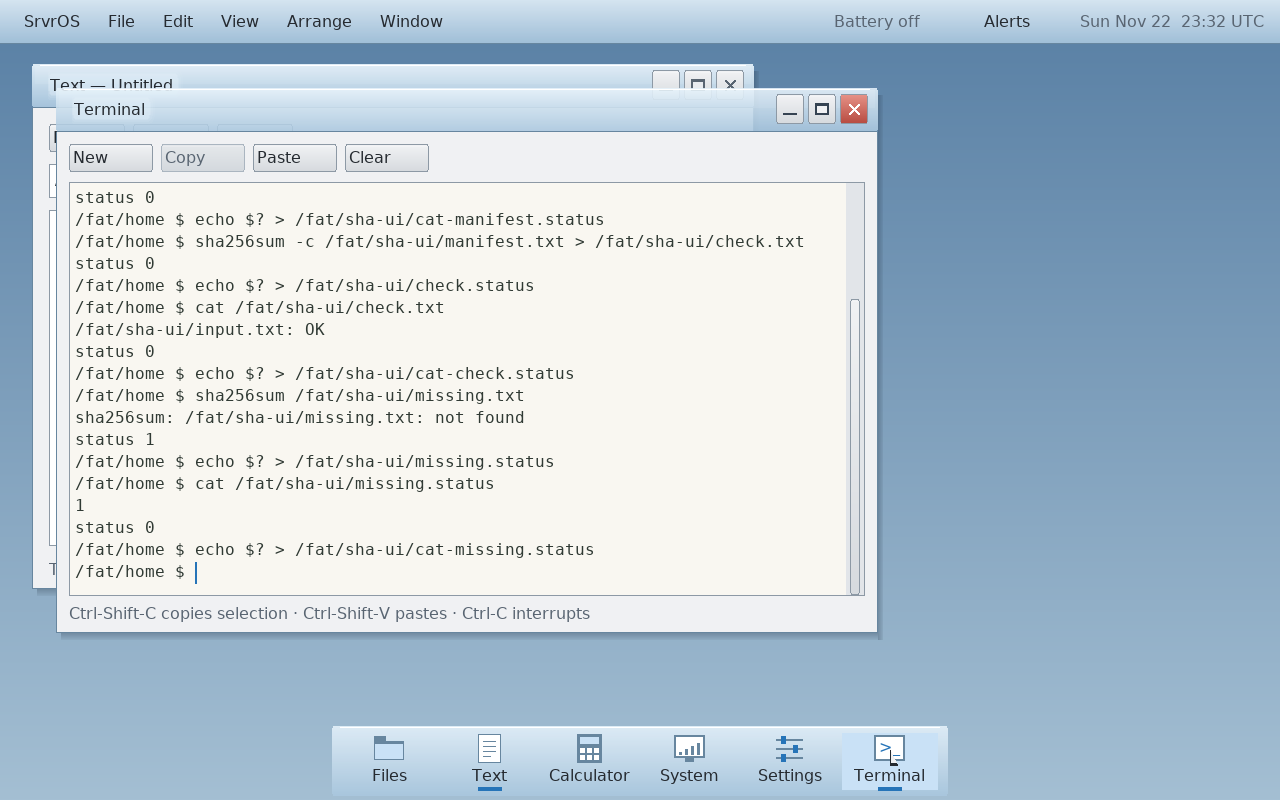 SrvrOS File Edit View Arrange Window Battery off Alerts Sun Nov 22 23:32 UTC
Text — Untitled
Terminal
New Copy Paste Clear
status 0
/fat/home $ echo $? > /fat/sha-ui/cat-manifest.status
/fat/home $ sha256sum -c /fat/sha-ui/manifest.txt > /fat/sha-ui/check.txt
status 0
/fat/home $ echo $? > /fat/sha-ui/check.status
/fat/home $ cat /fat/sha-ui/check.txt
/fat/sha-ui/input.txt: OK
status 0
/fat/home $ echo $? > /fat/sha-ui/cat-check.status
/fat/home $ sha256sum /fat/sha-ui/missing.txt
sha256sum: /fat/sha-ui/missing.txt: not found
status 1
/fat/home $ echo $? > /fat/sha-ui/missing.status
/fat/home $ cat /fat/sha-ui/missing.status
1
status 0
/fat/home $ echo $? > /fat/sha-ui/cat-missing.status
/fat/home $
Ctrl-Shift-C copies selection · Ctrl-Shift-V pastes · Ctrl-C interrupts
Files Text Calculator System Settings Terminal